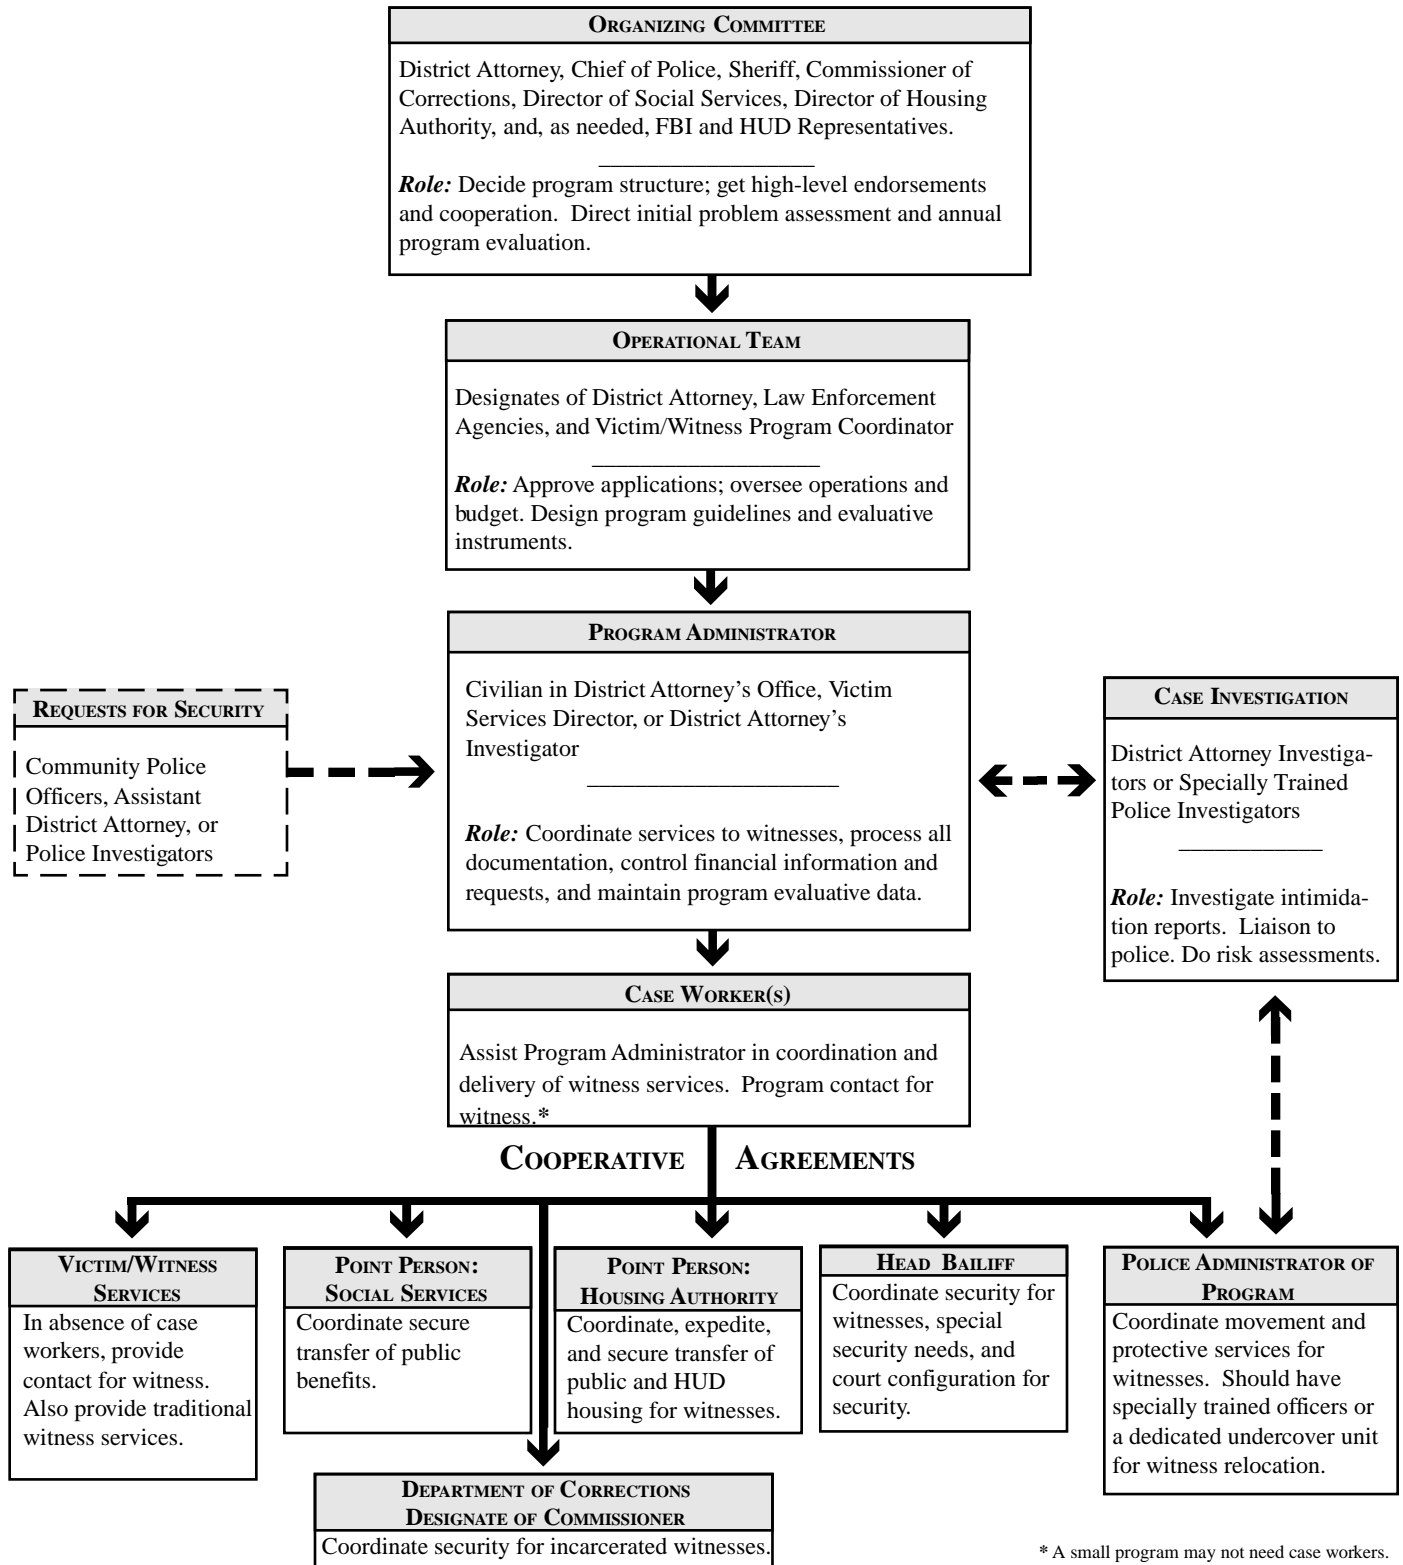 ORGANIZING COMMITTEE
District Attorney, Chief of Police, Sheriff, Commissioner of
Corrections, Director of Social Services, Director of Housing
Authority, and, as needed, FBI and HUD Representatives.
Role: Decide program structure; get high-level endorsements
and cooperation.  Direct initial problem assessment and annual
program evaluation.
OPERATIONAL TEAM
Designates of District Attorney, Law Enforcement
Agencies, and Victim/Witness Program Coordinator
Role: Approve applications; oversee operations and
budget. Design program guidelines and evaluative
instruments.
PROGRAM ADMINISTRATOR
Civilian in District Attorney’s Office, Victim
Services Director, or District Attorney’s
Investigator
Role: Coordinate services to witnesses, process all
documentation, control financial information and
requests, and maintain program evaluative data.
REQUESTS FOR SECURITY
Community Police
Officers, Assistant
District Attorney, or
Police Investigators
CASE INVESTIGATION
District Attorney Investiga-
tors or Specially Trained
Police Investigators
Role: Investigate intimida-
tion reports.  Liaison to
police. Do risk assessments.
CASE WORKER(S)
Assist Program Administrator in coordination and
delivery of witness services.  Program contact for
witness.*
COOPERATIVE AGREEMENTS
VICTIM/WITNESS
SERVICES
In absence of case
workers, provide
contact for witness.
Also provide traditional
witness services.
POINT PERSON:
SOCIAL SERVICES
Coordinate secure
transfer of public
benefits.
POINT PERSON:
HOUSING AUTHORITY
Coordinate, expedite,
and secure transfer of
public and HUD
housing for witnesses.
HEAD BAILIFF
Coordinate security for
witnesses, special
security needs, and
court configuration for
security.
POLICE ADMINISTRATOR OF
PROGRAM
Coordinate movement and
protective services for
witnesses.  Should have
specially trained officers or
a dedicated undercover unit
for witness relocation.
DEPARTMENT OF CORRECTIONS
DESIGNATE OF COMMISSIONER
Coordinate security for incarcerated witnesses.
* A small program may not need case workers.